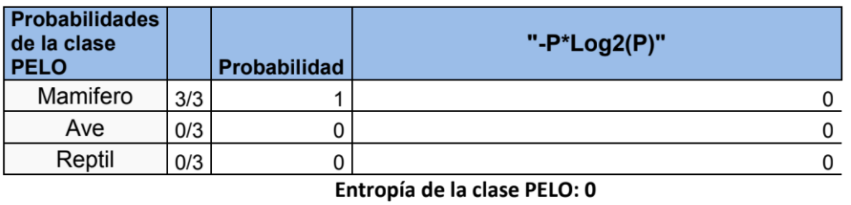 Probabilidades de la clase PELO Probabilidad "-P*Log2(P)"
Mamifero 3/3 1 0
Ave 0/3 0 0
Reptil 0/3 0 0
Entropía de la clase PELO: 0